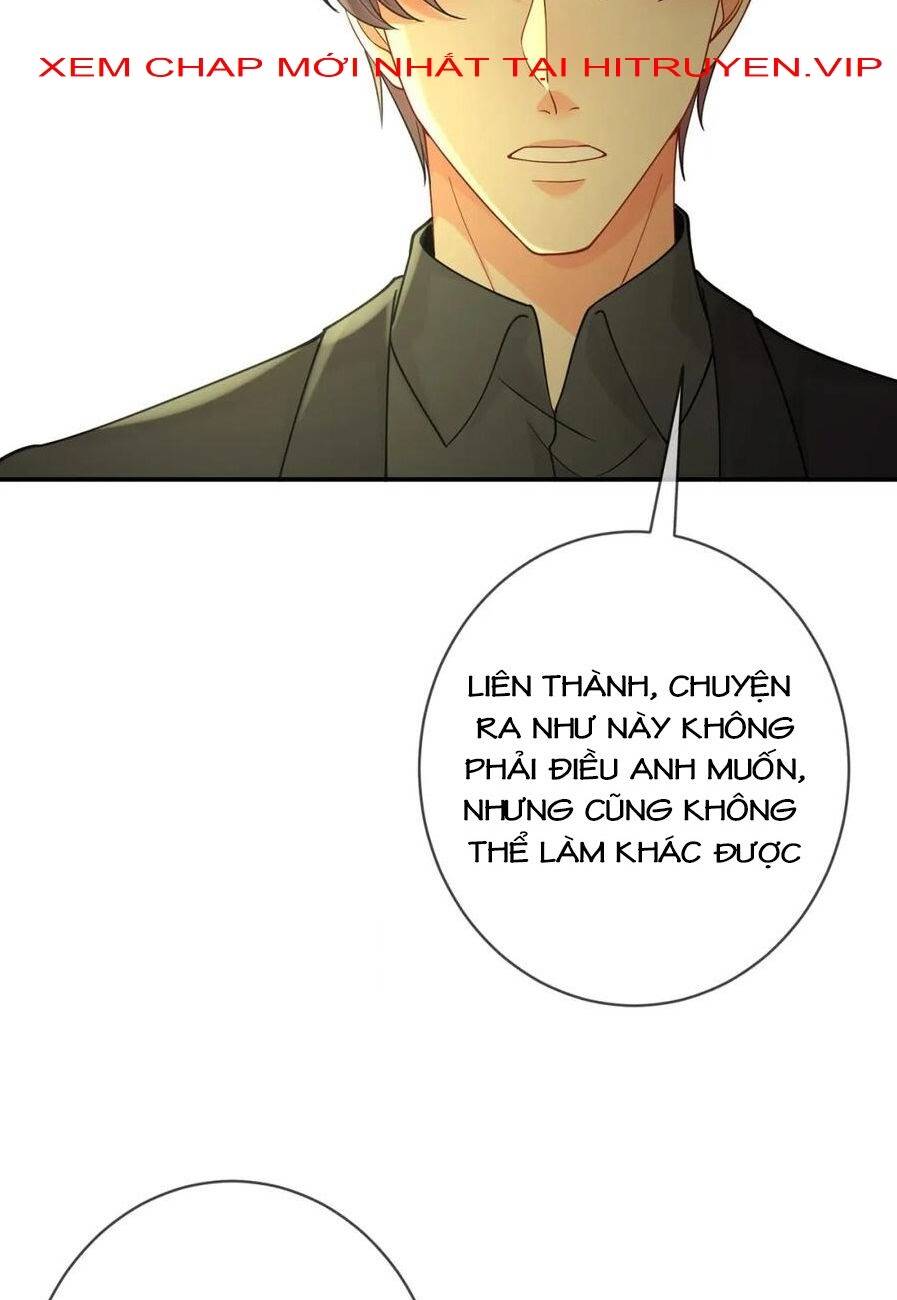 XEM CHAP MỚI NHẤT TẠI HITRUYEN.VIP
LIÊN THÀNH, CHUYỆN
RA NHƯ NÀY KHÔNG
PHẢI ĐIỀU ANH MUỐN,
NHƯNG CŨNG KHÔNG
THỂ LÀM KHÁC ĐƯỢC